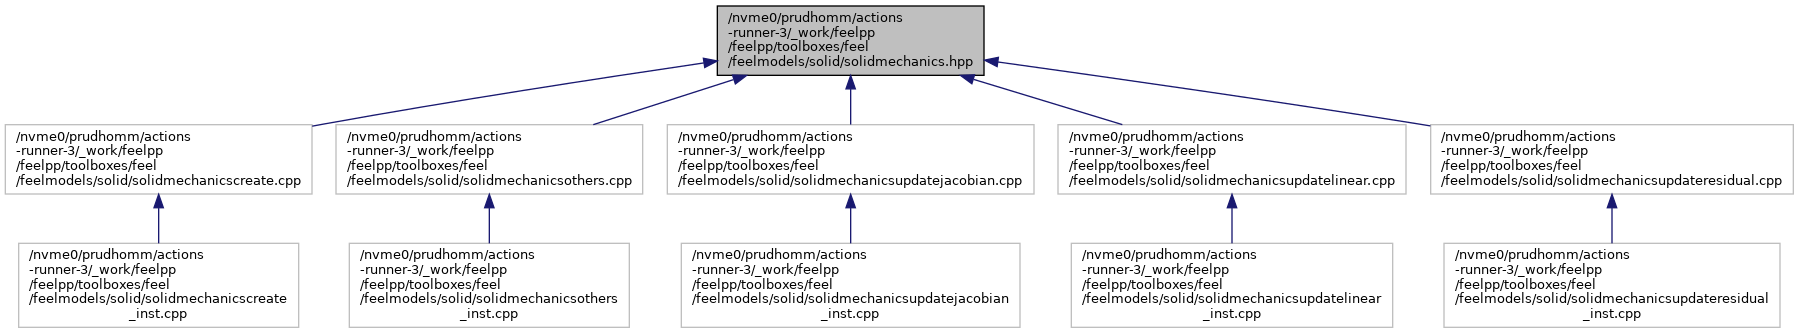 /nvme0/prudhomm/actions
-runner-3/_work/feelpp
/feelpp/toolboxes/feel
/feelmodels/solid/solidmechanics.hpp
/nvme0/prudhomm/actions
-runner-3/_work/feelpp
/feelpp/toolboxes/feel
/feelmodels/solid/solidmechanicscreate.cpp
/nvme0/prudhomm/actions
-runner-3/_work/feelpp
/feelpp/toolboxes/feel
/feelmodels/solid/solidmechanicsothers.cpp
/nvme0/prudhomm/actions
-runner-3/_work/feelpp
/feelpp/toolboxes/feel
/feelmodels/solid/solidmechanicsupdatejacobian.cpp
/nvme0/prudhomm/actions
-runner-3/_work/feelpp
/feelpp/toolboxes/feel
/feelmodels/solid/solidmechanicsupdatelinear.cpp
/nvme0/prudhomm/actions
-runner-3/_work/feelpp
/feelpp/toolboxes/feel
/feelmodels/solid/solidmechanicsupdateresidual.cpp
/nvme0/prudhomm/actions
-runner-3/_work/feelpp
/feelpp/toolboxes/feel
/feelmodels/solid/solidmechanicscreate
_inst.cpp
/nvme0/prudhomm/actions
-runner-3/_work/feelpp
/feelpp/toolboxes/feel
/feelmodels/solid/solidmechanicsothers
_inst.cpp
/nvme0/prudhomm/actions
-runner-3/_work/feelpp
/feelpp/toolboxes/feel
/feelmodels/solid/solidmechanicsupdatejacobian
_inst.cpp
/nvme0/prudhomm/actions
-runner-3/_work/feelpp
/feelpp/toolboxes/feel
/feelmodels/solid/solidmechanicsupdatelinear
_inst.cpp
/nvme0/prudhomm/actions
-runner-3/_work/feelpp
/feelpp/toolboxes/feel
/feelmodels/solid/solidmechanicsupdateresidual
_inst.cpp